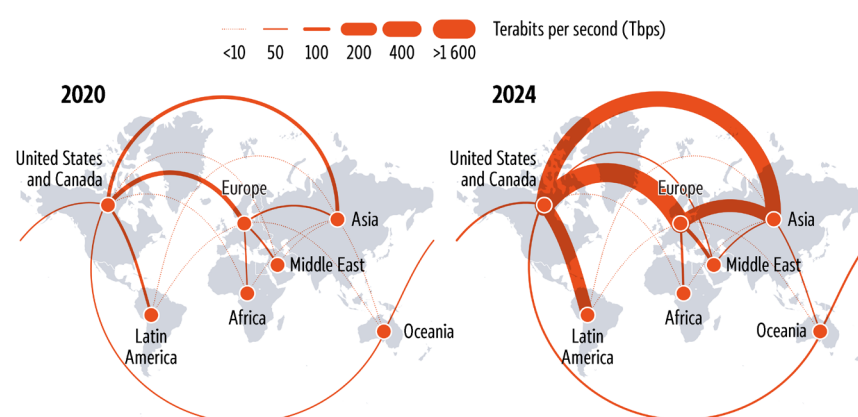 Terabits per second (Tbps)
<10 50 100 200 400 >1 600
2020
United States
and Canada
Europe
Asia
Middle East
Africa
Latin
America
Oceania
2024
United States
and Canada
Europe
Asia
Middle East
Africa
Latin
America
Oceania